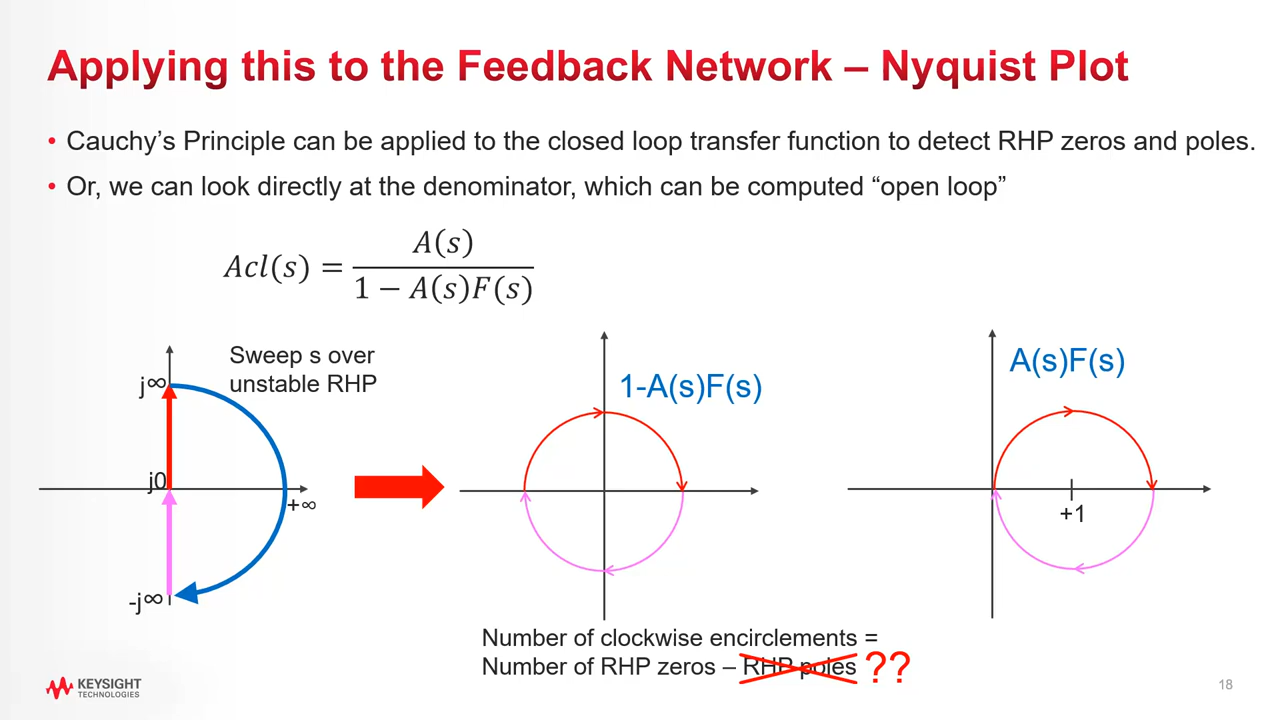 Applying this to the Feedback Network – Nyquist Plot
• Cauchy’s Principle can be applied to the closed loop transfer function to detect RHP zeros and poles.
• Or, we can look directly at the denominator, which can be computed “open loop”
Acl(s) = A(s) / 1 − A(s)F(s)
Sweep s over
unstable RHP
j∞
j0
+∞
-j∞
1-A(s)F(s)
A(s)F(s)
+1
Number of clockwise encirclements =
Number of RHP zeros – RHP poles ??
KEYSIGHT
TECHNOLOGIES
18